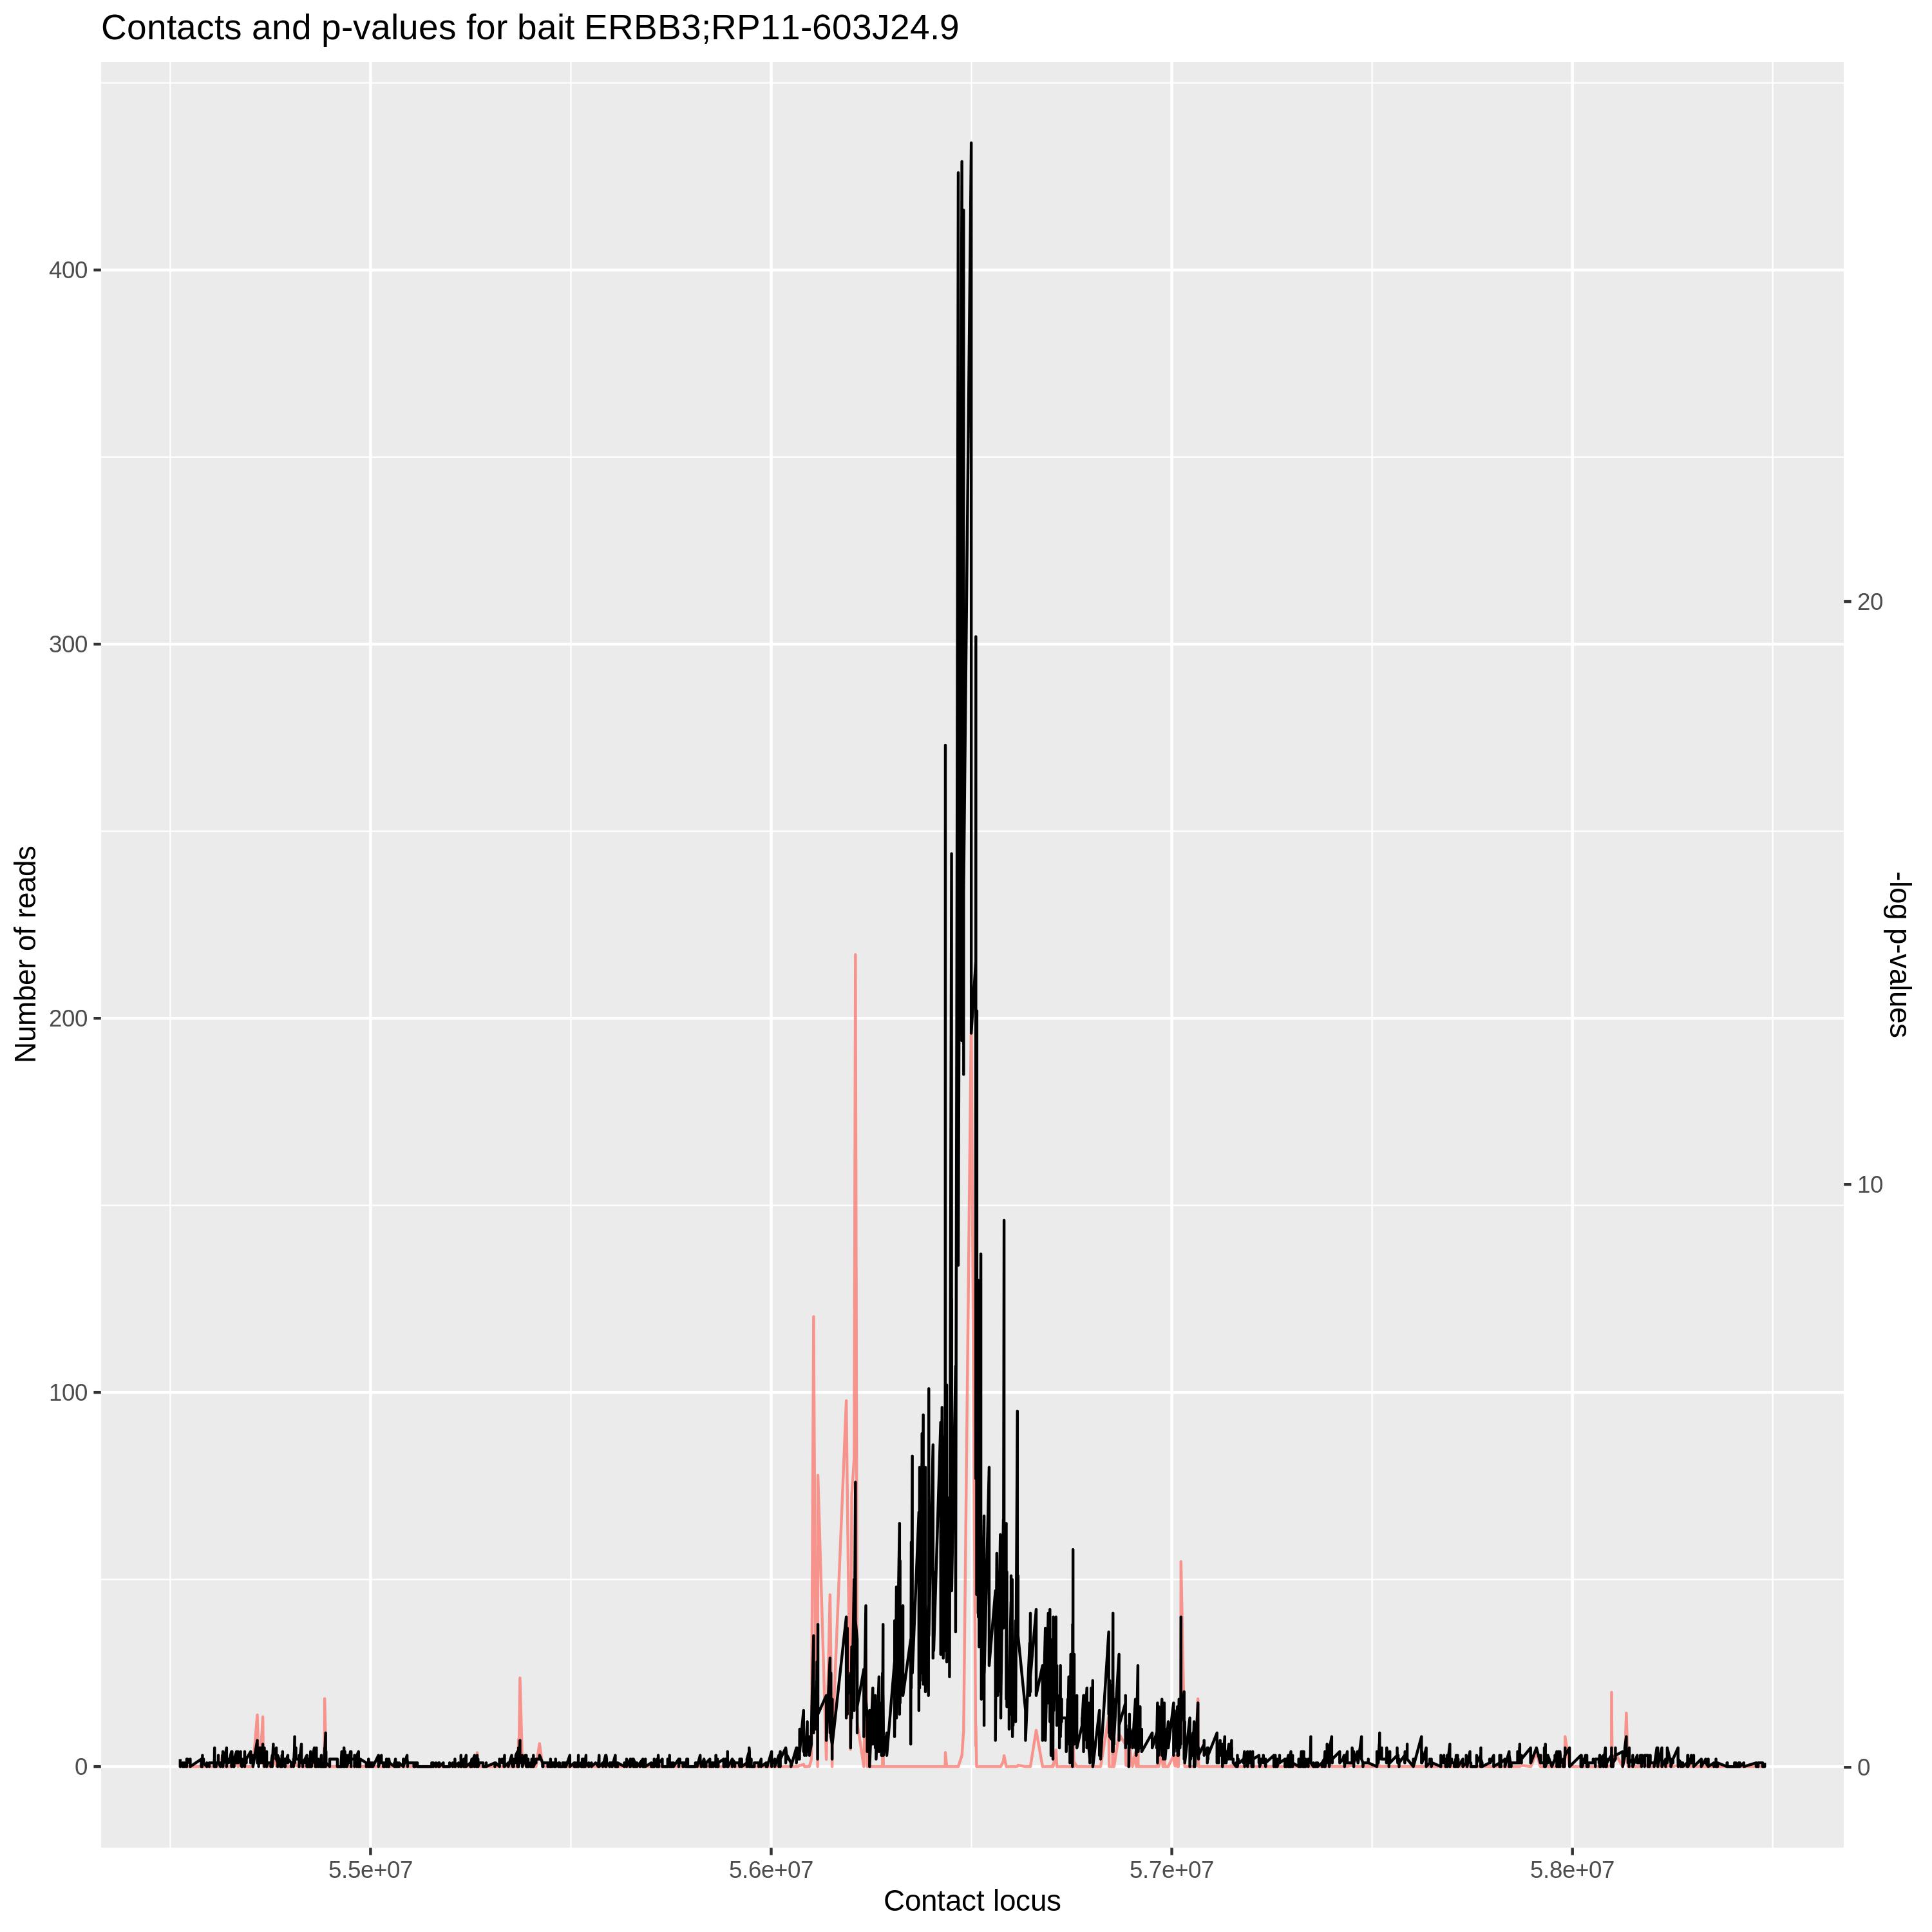 Contacts and p-values for bait ERBB3;RP11-603J24.9
Number of reads
400
300
200
100
0
-log p-values
20
10
0
5.5e+07
5.6e+07
5.7e+07
5.8e+07
Contact locus